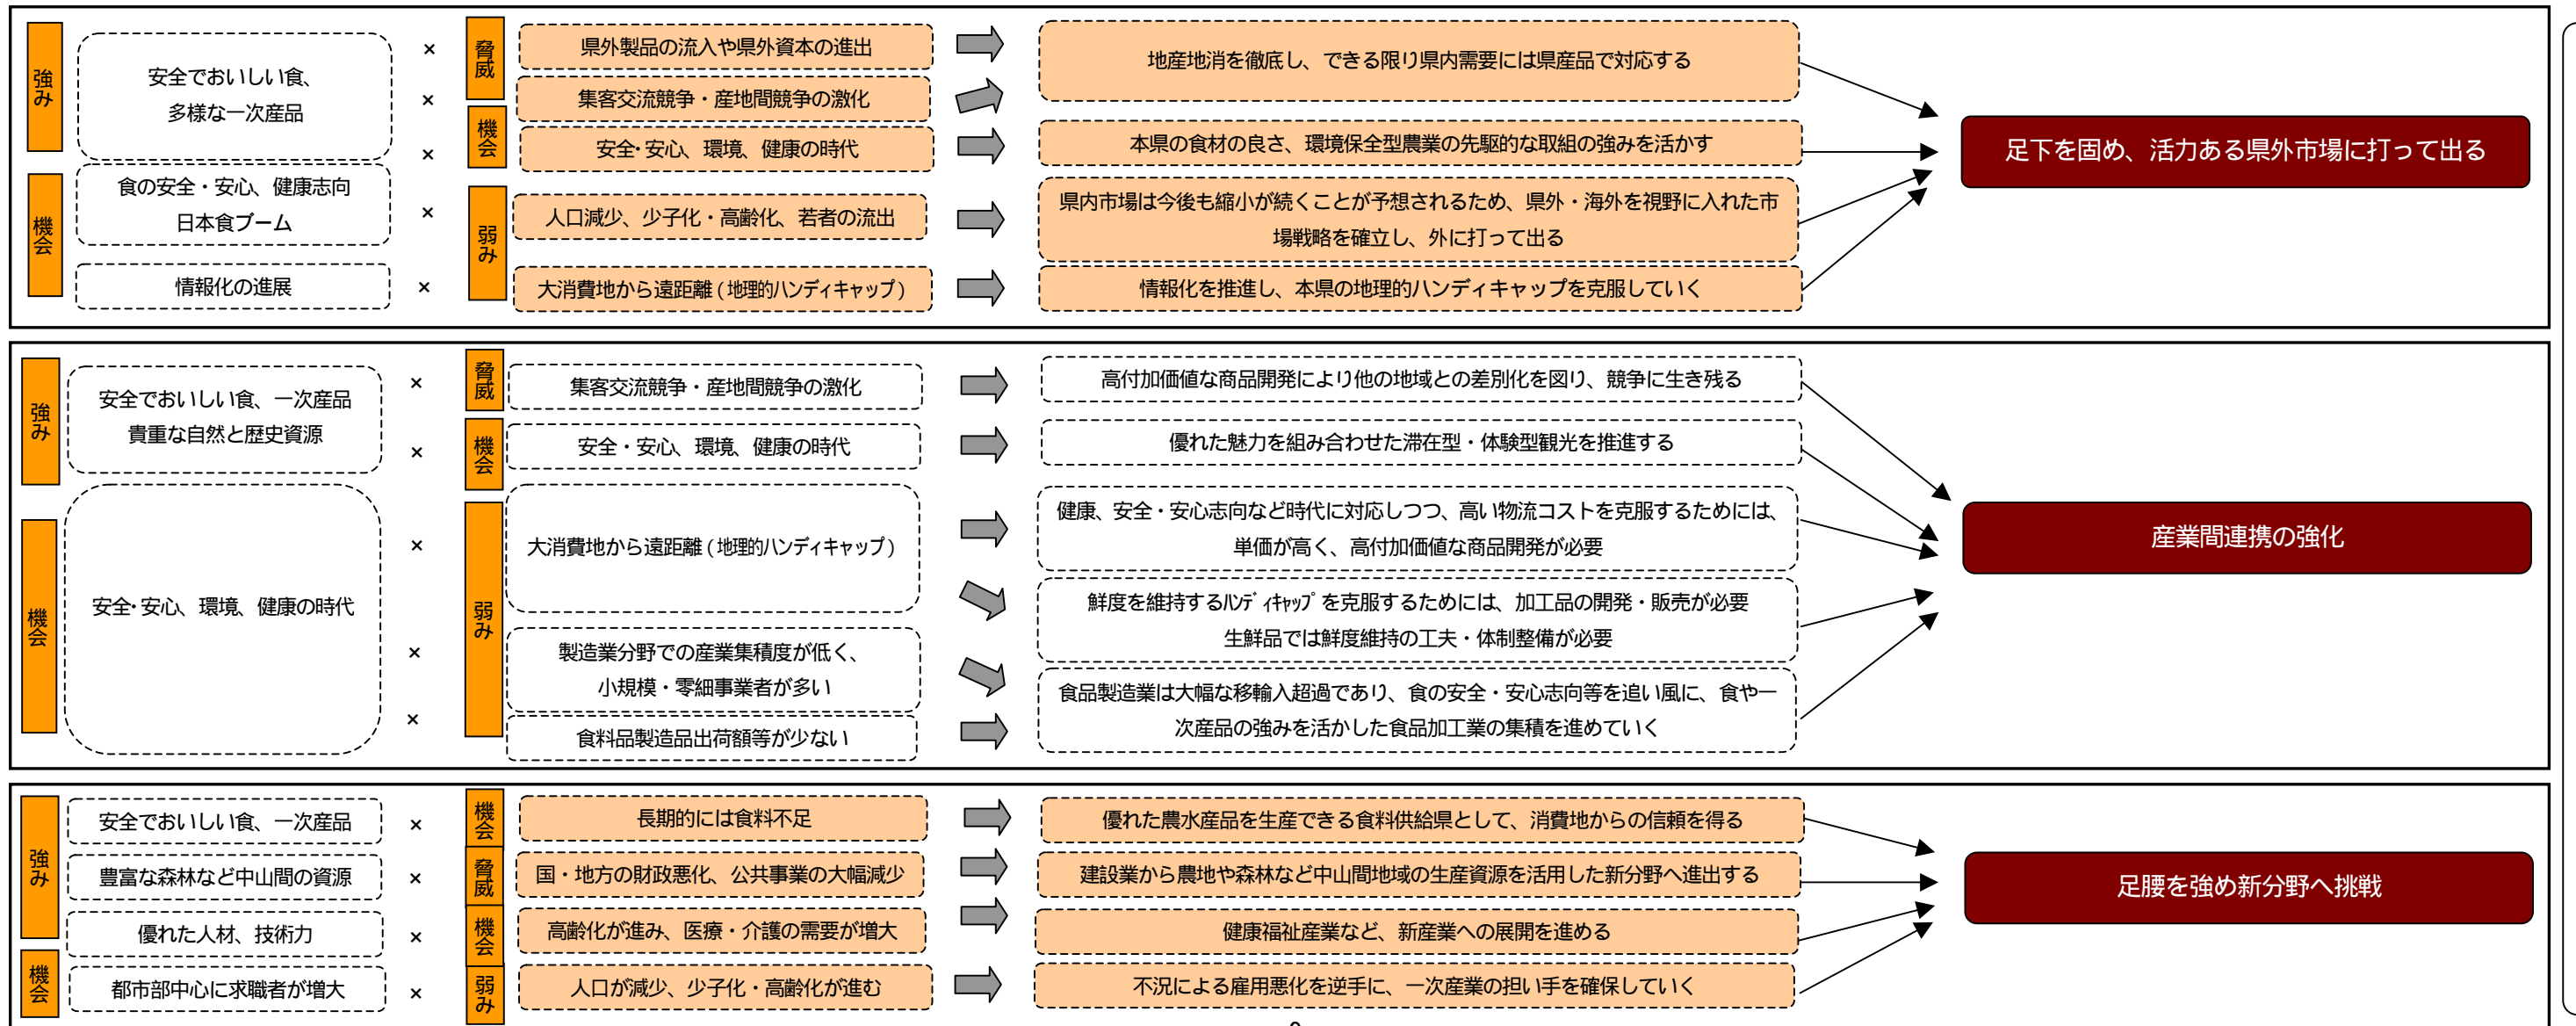 強み
安全でおいしい食、
多様な一次産品
×
脅威
県外製品の流入や県外資本の進出
地産地消を徹底し、できる限り県内需要には県産品で対応する
×
集客交流競争・産地間競争の激化
×
機会
安全・安心、環境、健康の時代
本県の食材の良さ、環境保全型農業の先駆的な取組の強みを活かす
足下を固め、活力ある県外市場に打って出る
機会
食の安全・安心、健康志向
日本食ブーム
×
弱み
人口減少、少子化・高齢化、若者の流出
県内市場は今後も縮小が続くことが予想されるため、県外・海外を視野に入れた市
場戦略を確立し、外に打って出る
情報化の進展
×
大消費地から遠距離(地理的ハンディキャップ)
情報化を推進し、本県の地理的ハンディキャップを克服していく
強み
安全でおいしい食、一次産品
貴重な自然と歴史資源
×
脅威
集客交流競争・産地間競争の激化
高付加価値な商品開発により他の地域との差別化を図り、競争に生き残る
×
機会
安全・安心、環境、健康の時代
優れた魅力を組み合わせた滞在型・体験型観光を推進する
機会
安全・安心、環境、健康の時代
×
弱み
大消費地から遠距離(地理的ハンディキャップ)
健康、安全・安心志向など時代に対応しつつ、高い物流コストを克服するためには、
単価が高く、高付加価値な商品開発が必要
産業間連携の強化
鮮度を維持するﾊﾝﾃﾞｨｷｬｯﾌﾟを克服するためには、加工品の開発・販売が必要
生鮮品では鮮度維持の工夫・体制整備が必要
×
製造業分野での産業集積度が低く、
小規模・零細事業者が多い
食品製造業は大幅な移輸入超過であり、食の安全・安心志向等を追い風に、食や一
次産品の強みを活かした食品加工業の集積を進めていく
×
食料品製造品出荷額等が少ない
強み
安全でおいしい食、一次産品
×
機会
長期的には食料不足
優れた農水産品を生産できる食料供給県として、消費地からの信頼を得る
豊富な森林など中山間の資源
×
脅威
国・地方の財政悪化、公共事業の大幅減少
建設業から農地や森林など中山間地域の生産資源を活用した新分野へ進出する
足腰を強め新分野へ挑戦
優れた人材、技術力
×
機会
高齢化が進み、医療・介護の需要が増大
健康福祉産業など、新産業への展開を進める
機会
都市部中心に求職者が増大
×
弱み
人口が減少、少子化・高齢化が進む
不況による雇用悪化を逆手に、一次産業の担い手を確保していく